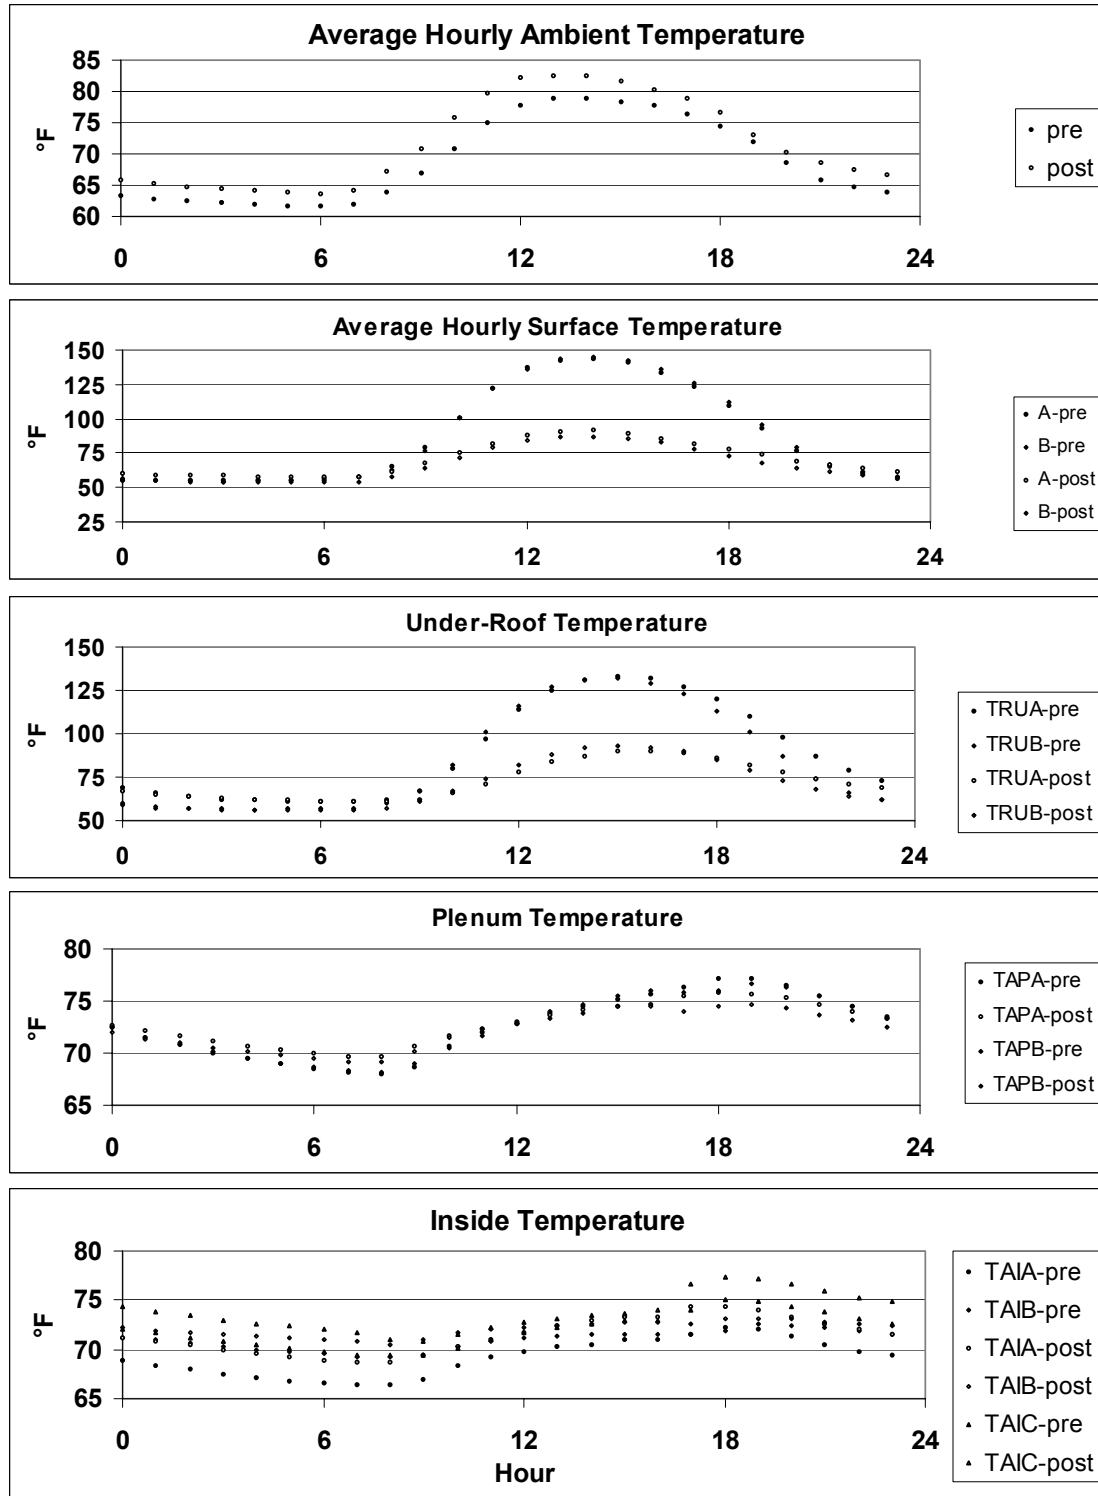 Average Hourly Ambient Temperature
85
80
75
70
65
60
°F
0 6 12 18 24
pre
post
Average Hourly Surface Temperature
150
125
100
75
50
25
°F
0 6 12 18 24
A-pre
B-pre
A-post
B-post
Under-Roof Temperature
150
125
100
75
50
°F
0 6 12 18 24
TRUA-pre
TRUB-pre
TRUA-post
TRUB-post
Plenum Temperature
80
75
70
65
°F
0 6 12 18 24
TAPA-pre
TAPA-post
TAPB-pre
TAPB-post
Inside Temperature
80
75
70
65
°F
0 6 12 18 24
Hour
TAIA-pre
TAIB-pre
TAIA-post
TAIB-post
TAIC-pre
TAIC-post